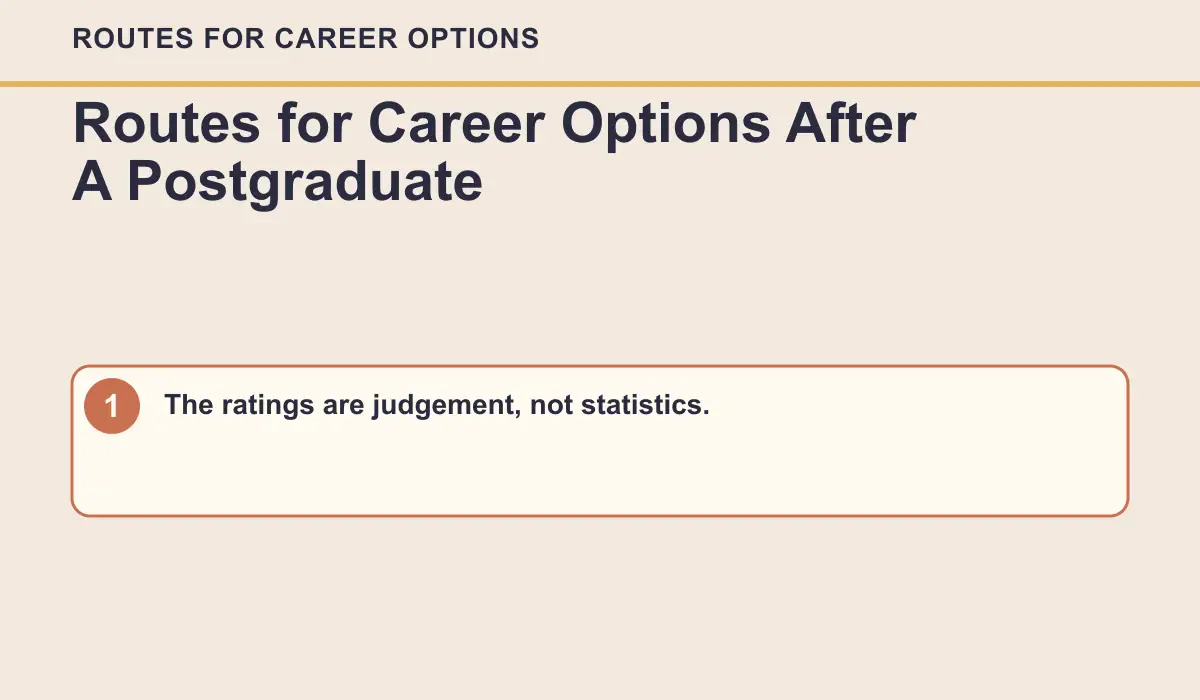 ROUTES FOR CAREER OPTIONS
Routes for Career Options After
A Postgraduate
1 The ratings are judgement, not statistics.